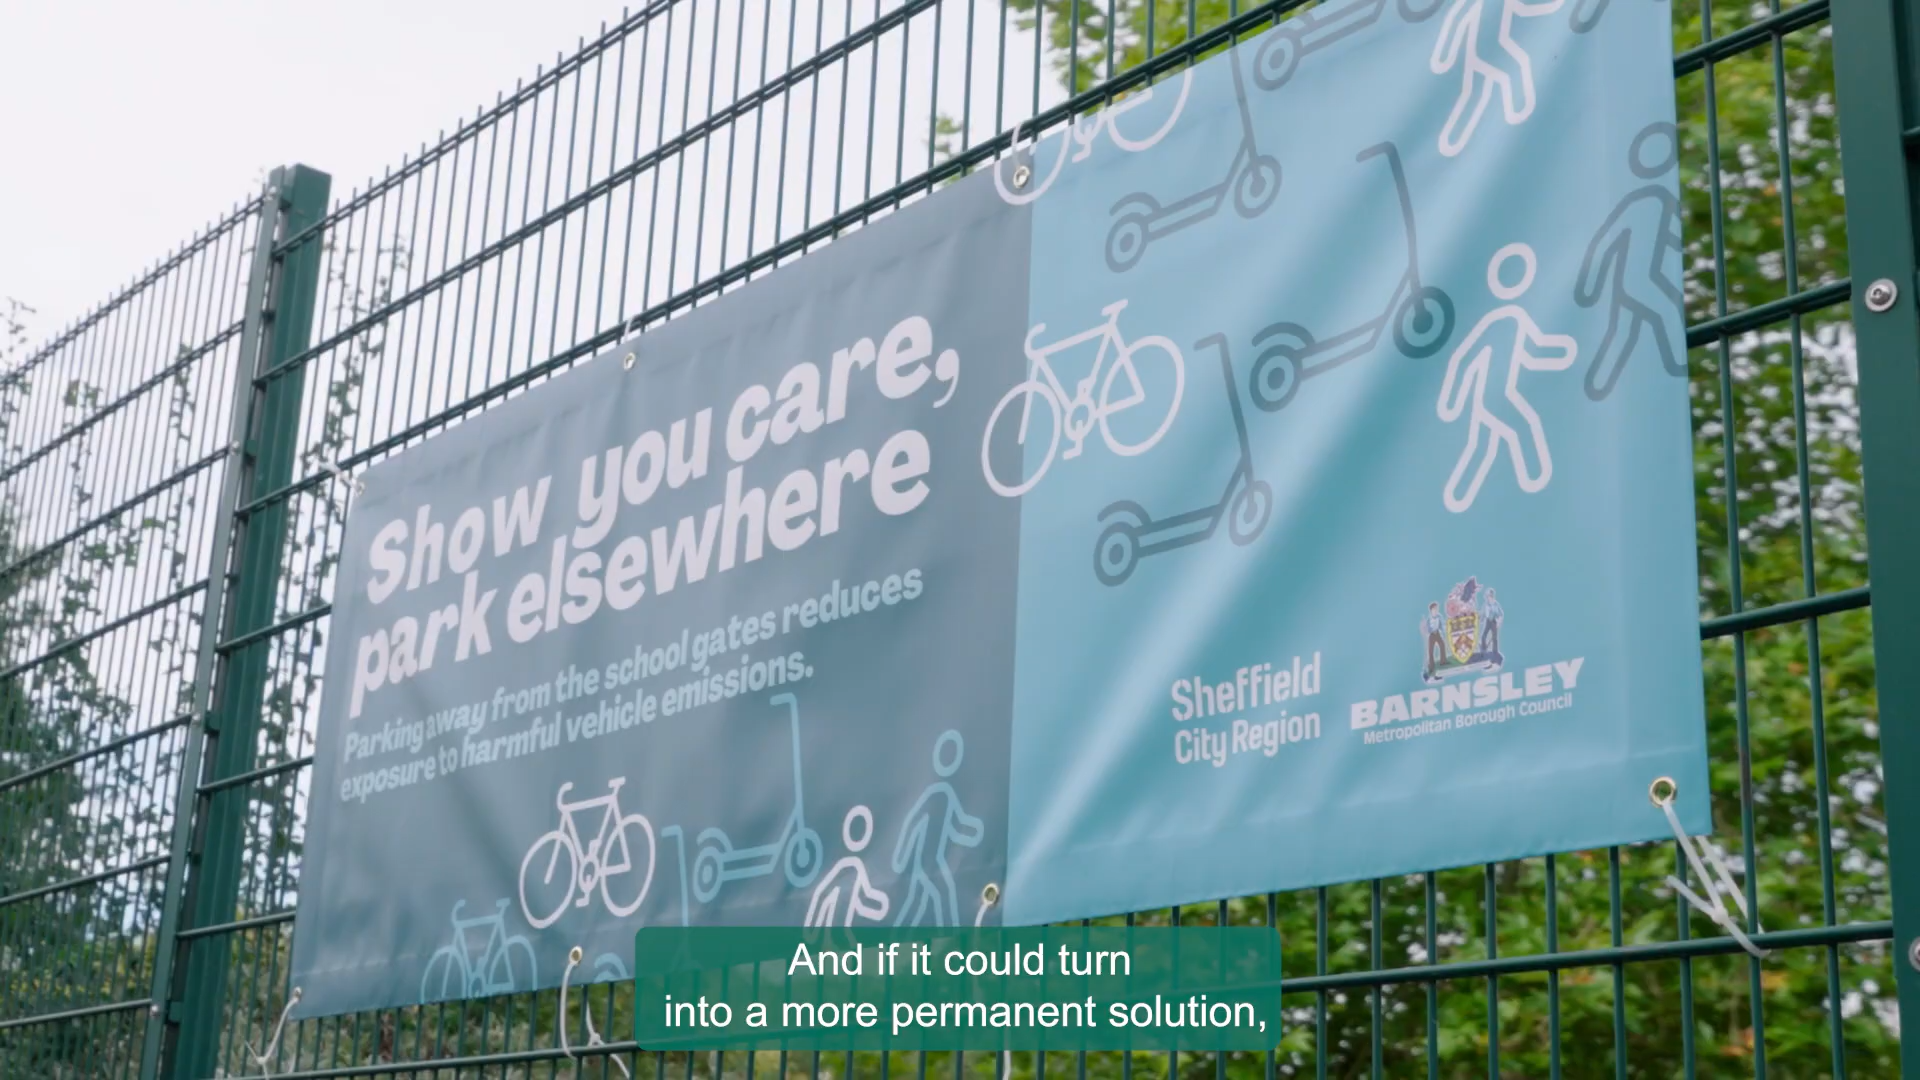 Show you care,
park elsewhere
Parking away from the school gates reduces
exposure to harmful vehicle emissions.
Sheffield
City Region
BARNSLEY
Metropolitan Borough Council
And if it could turn
into a more permanent solution,